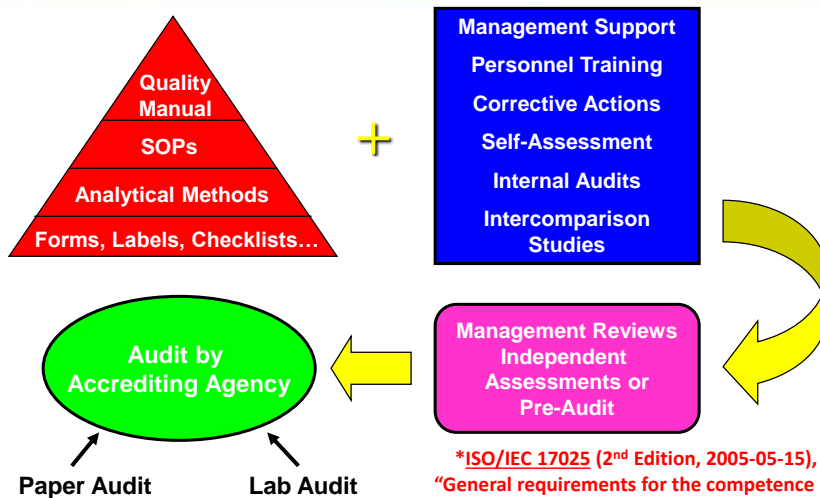 Quality
Manual
SOPs
Analytical Methods
Forms, Labels, Checklists…
+
Management Support
Personnel Training
Corrective Actions
Self-Assessment
Internal Audits
Intercomparison
Studies
Audit by
Accrediting Agency
Management Reviews
Independent
Assessments or
Pre-Audit
Paper Audit
Lab Audit
*ISO/IEC 17025 (2nd Edition, 2005-05-15),
“General requirements for the competence